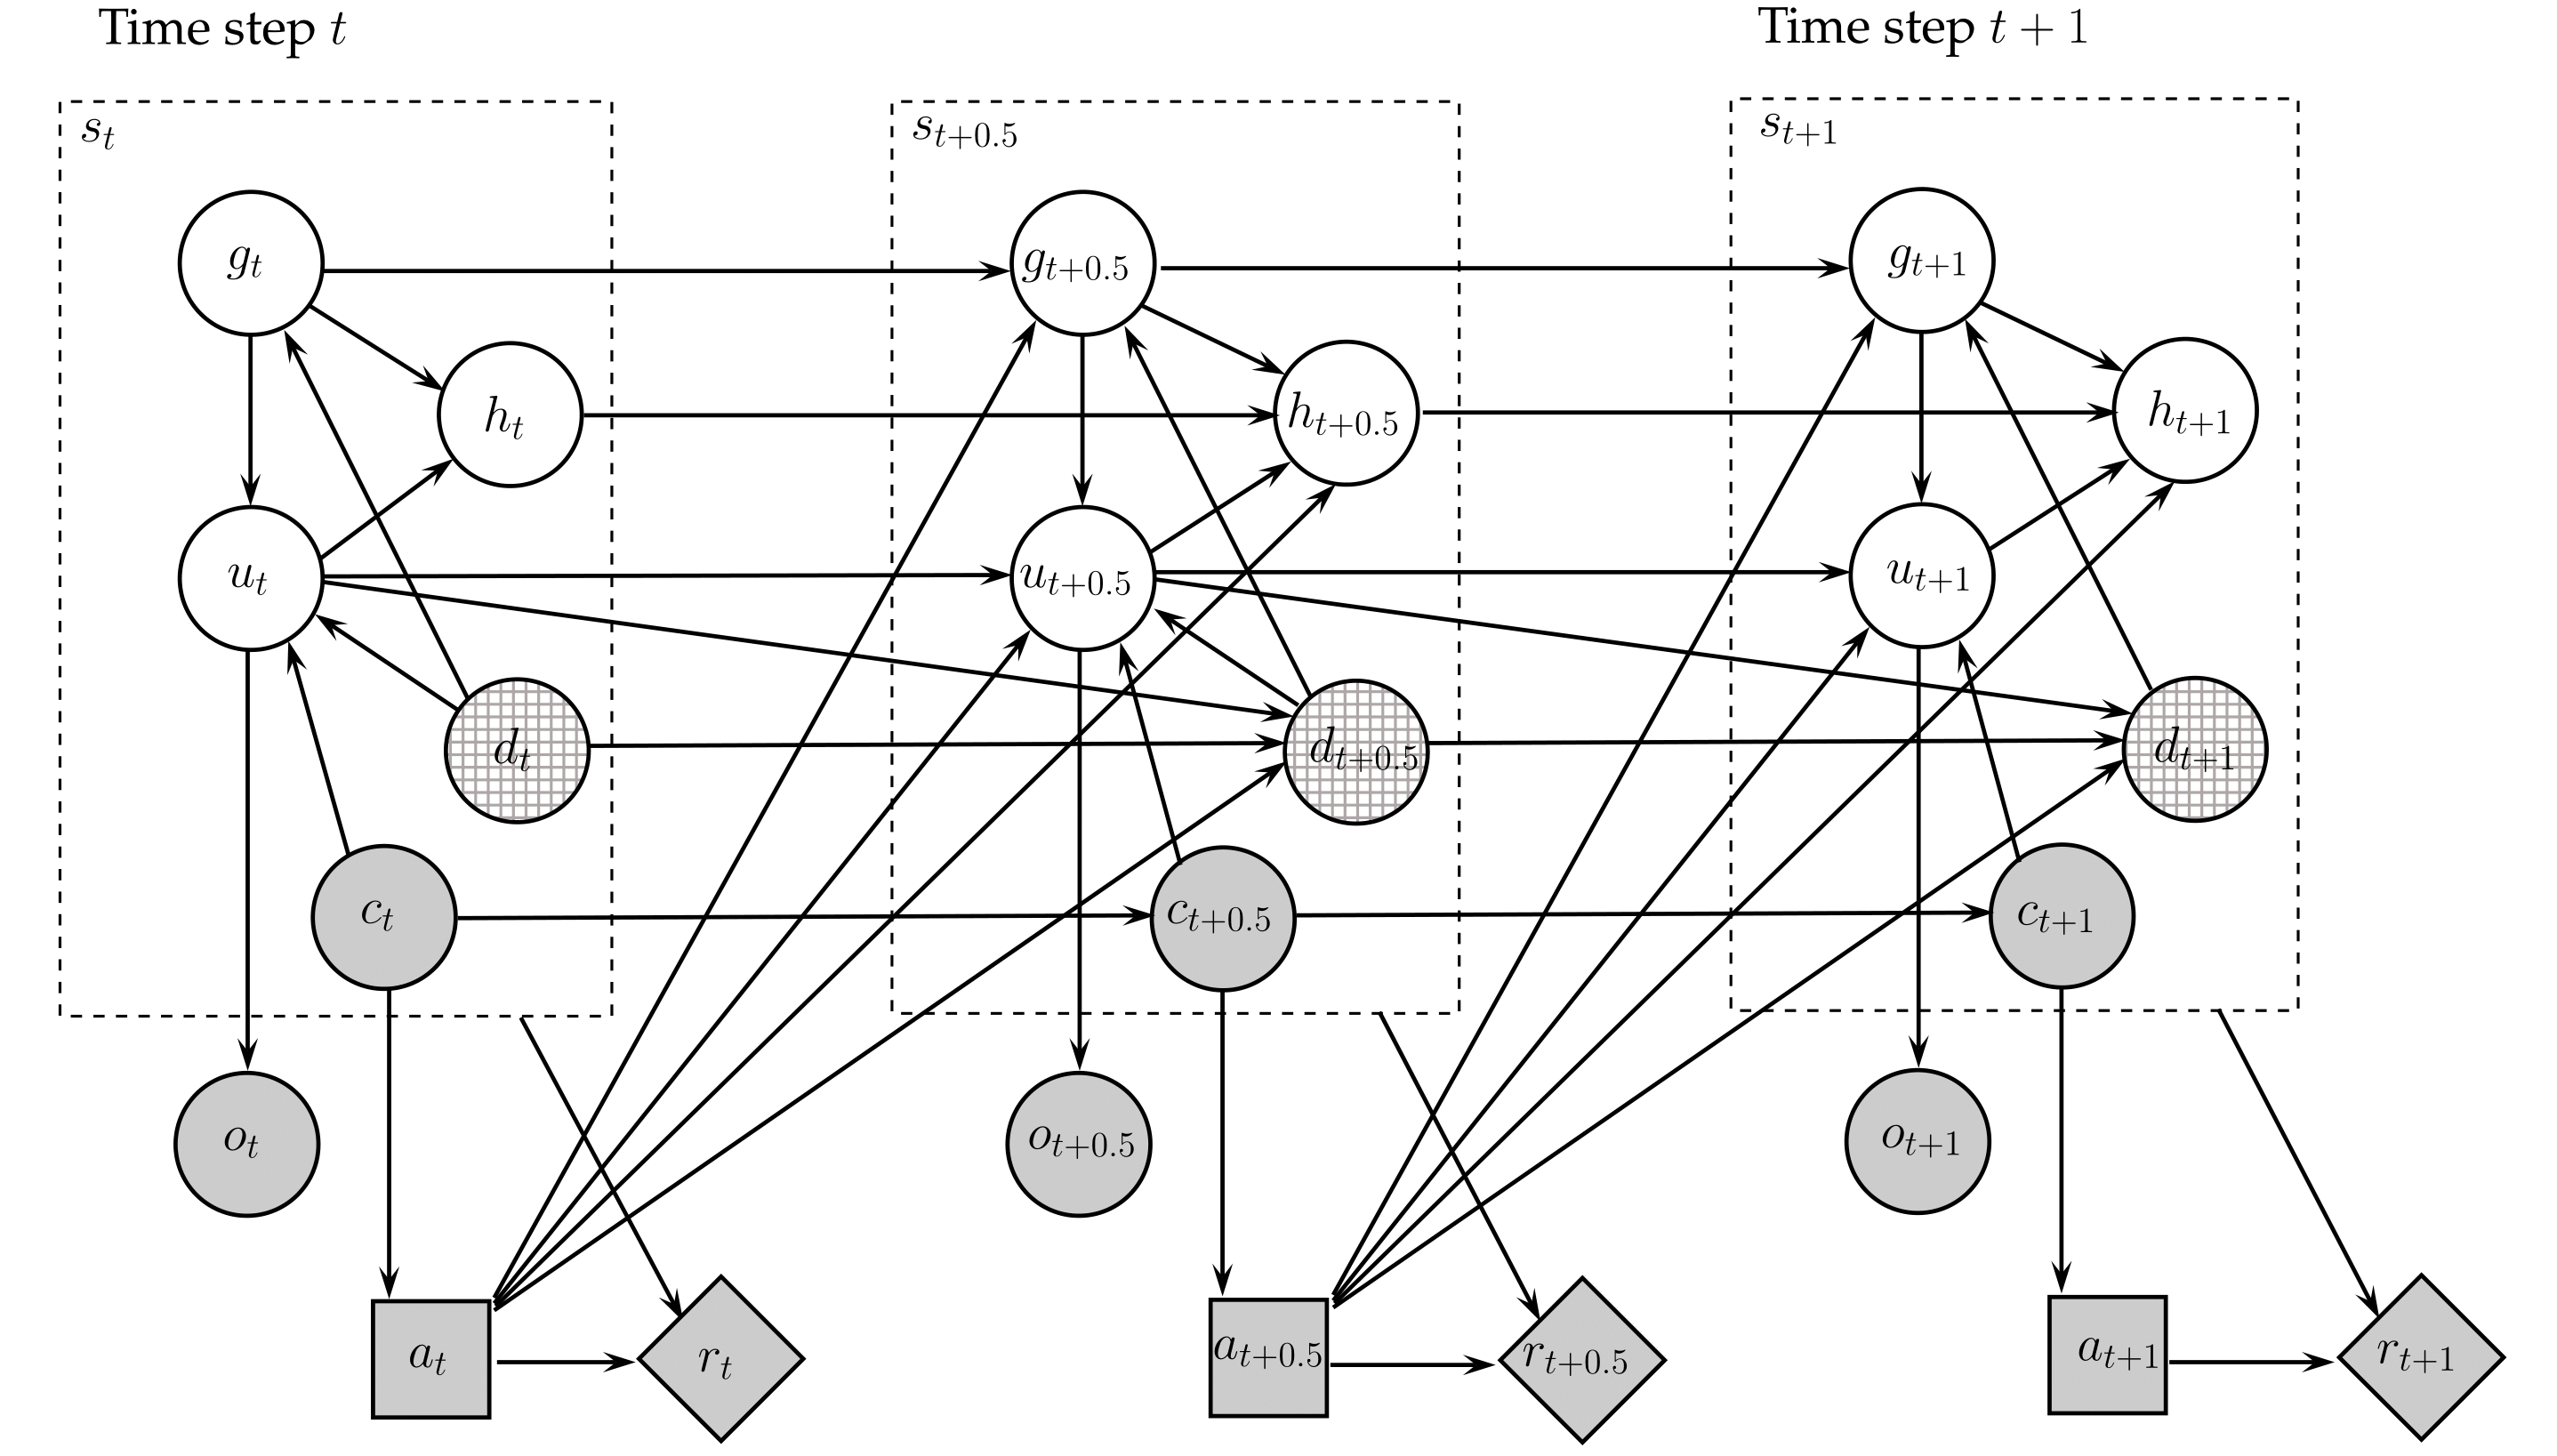 Time step t
Time step t + 1
s_t
s_{t+0.5}
s_{t+1}
g_t
g_{t+0.5}
g_{t+1}
h_t
h_{t+0.5}
h_{t+1}
u_t
u_{t+0.5}
u_{t+1}
d_t
d_{t+0.5}
d_{t+1}
c_t
c_{t+0.5}
c_{t+1}
o_t
o_{t+0.5}
o_{t+1}
a_t
r_t
a_{t+0.5}
r_{t+0.5}
a_{t+1}
r_{t+1}